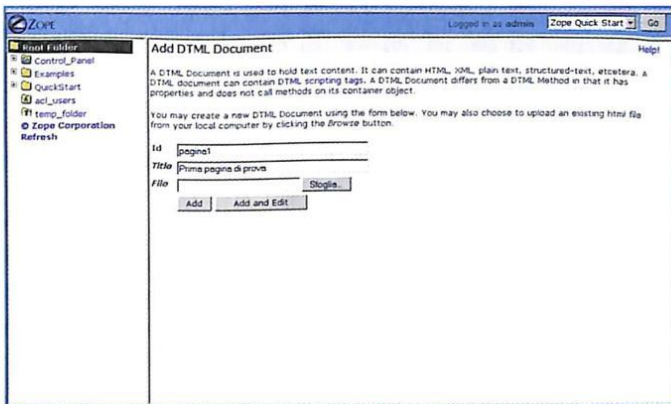 ZOPE
Logged in as admin
Zope Quick Start
Go
Root Folder
Control_Panel
Examples
QuickStart
acl_users
temp_folder
© Zope Corporation
Refresh
Add DTML Document
Help!
A DTML Document is used to hold text content. It can contain HTML, XML, plain text, structured-text, etcetera. A
DTML document can contain DTML scripting tags. A DTML Document differs from a DTML Method in that it has
properties and does not call methods on its container object.
You may create a new DTML Document using the form below. You may also choose to upload an existing html file
from your local computer by clicking the Browse button.
Id pagina1
Title Prima pagina di prova
File Sfoglia...
Add Add and Edit